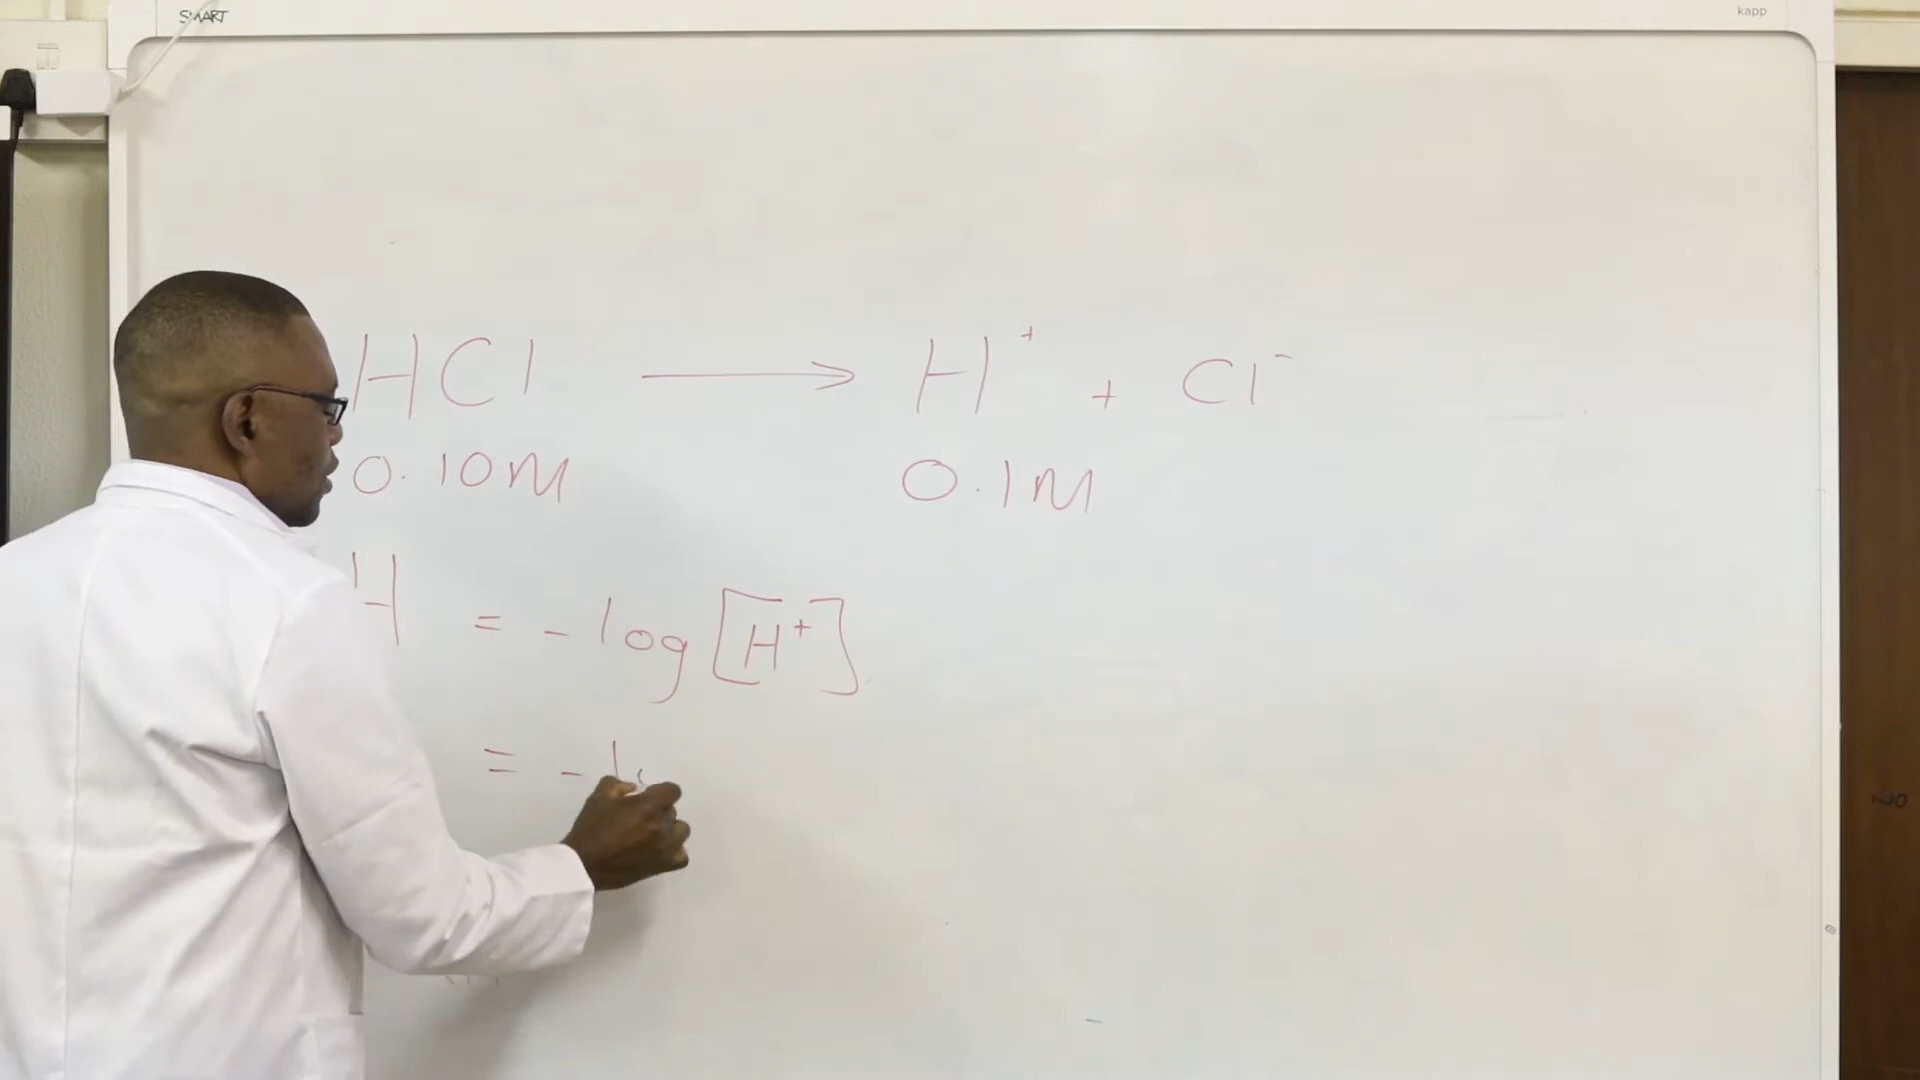 SMART kapp
HCl → H⁺ + Cl⁻
0.10M 0.1M
H = -log [H⁺]
= - l